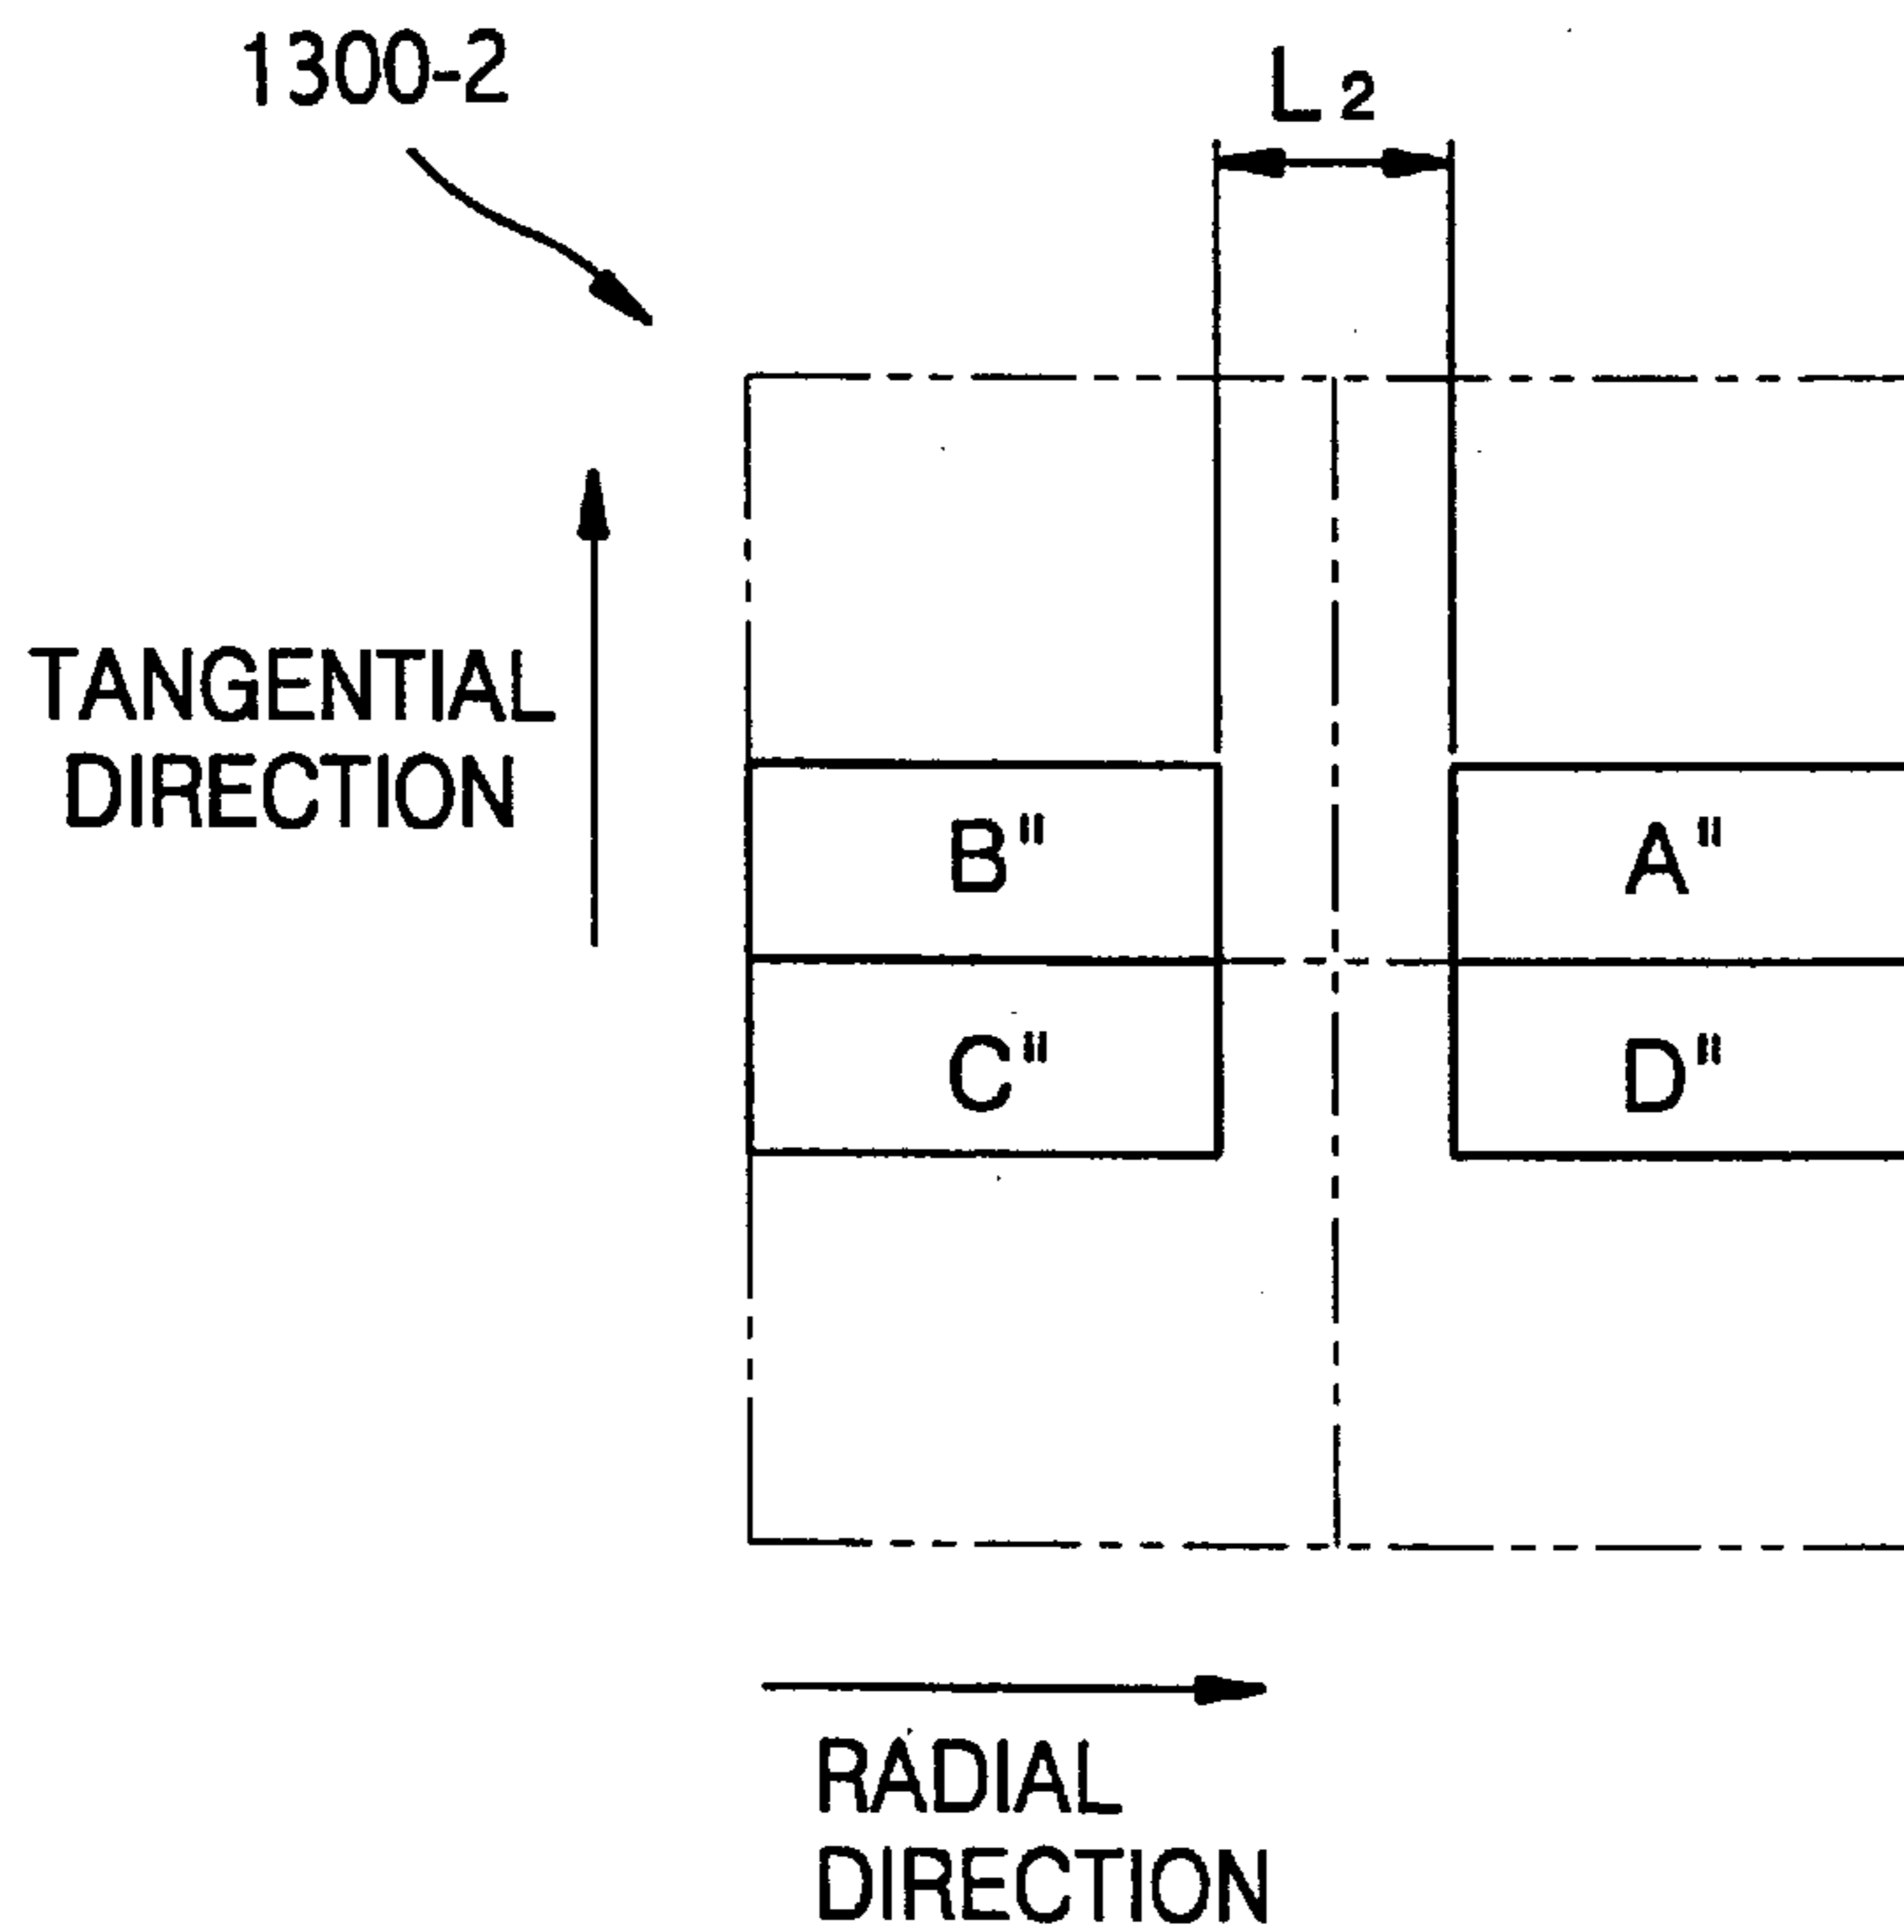 1300-2
L2
TANGENTIAL
DIRECTION
B"
A"
C"
D"
RADIAL
DIRECTION